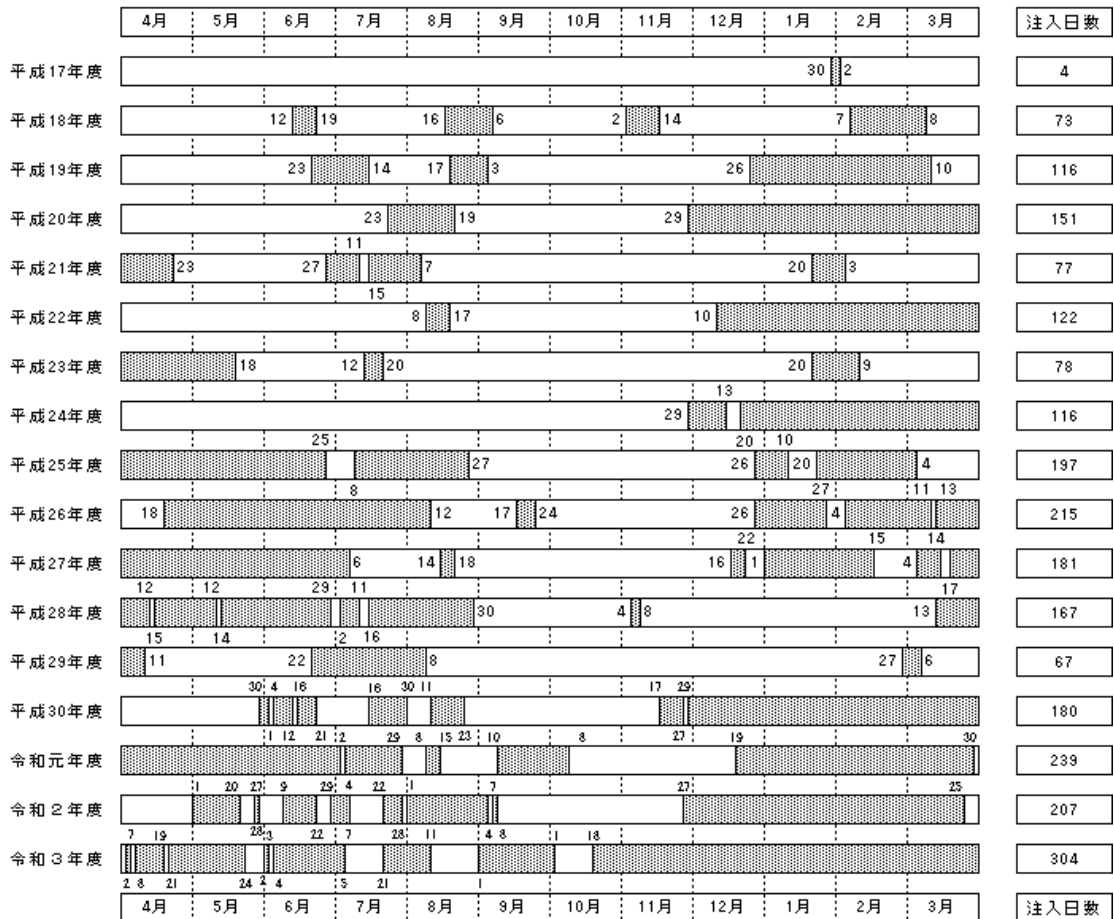 4月 5月 6月 7月 8月 9月 10月 11月 12月 1月 2月 3月 注入日数
平成17年度 30 2 4
平成18年度 12 19 16 6 2 14 7 8 73
平成19年度 23 14 17 3 26 10 116
平成20年度 23 19 29 151
11
平成21年度 23 27 7 20 3 77
15
平成22年度 8 17 10 122
平成23年度 18 12 20 20 9 78
13
平成24年度 29 116
25 20 10
平成25年度 27 26 20 4 197
8 27 11 13
平成26年度 18 12 17 24 26 4 215
22 15 14
平成27年度 6 14 18 16 1 4 181
12 12 29 11 17
平成28年度 30 4 8 13 167
15 14 2 16
平成29年度 11 22 8 27 6 67
30 4 16 16 30 11 17 29
平成30年度 180
1 12 21 2 29 8 15 23 10 8 27 19 30
令和元年度 239
1 20 27 9 29 4 22 1 7 27 25
令和2年度 207
7 19 28 3 22 7 28 11 4 8 1 18
令和3年度 304
2 8 21 24 2 4 5 21 1
4月 5月 6月 7月 8月 9月 10月 11月 12月 1月 2月 3月 注入日数